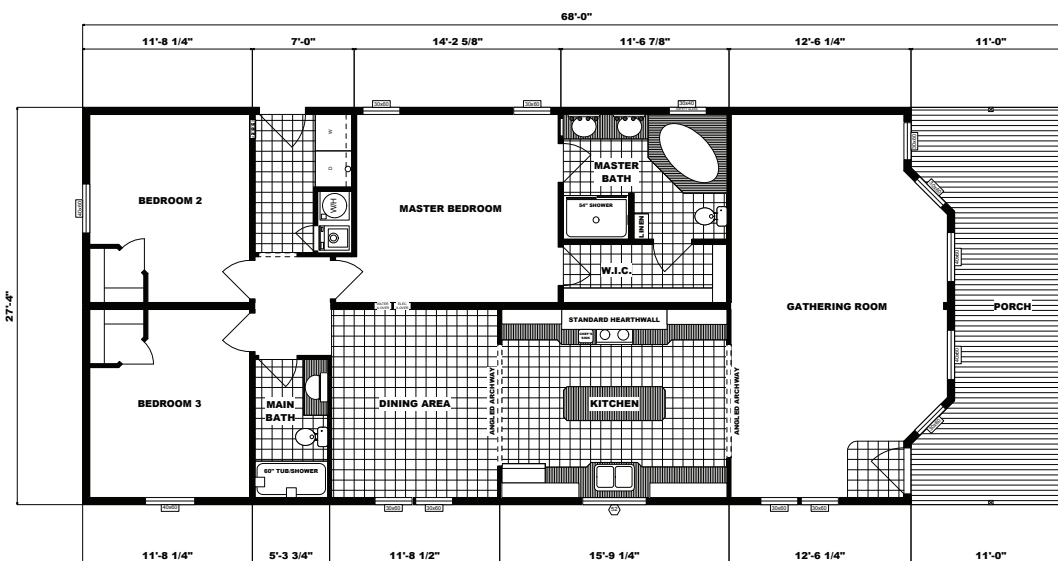 68'-0"
11'-8 1/4" 7'-0" 14'-2 5/8" 11'-6 7/8" 12'-6 1/4" 11'-0"
30x60 30x60 30x40
W
D
W/H
BEDROOM 2
MASTER BEDROOM
MASTER
BATH
54" SHOWER
LINEN
W.I.C.
40x60
27'-4"
STANDARD HEARTHWALL
GATHERING ROOM
PORCH
40x60
40x60
BEDROOM 3
MAIN
BATH
DINING AREA
ANGLED ARCHWAY
KITCHEN
ANGLED ARCHWAY
60" TUB/SHOWER
40x60 30x60 30x60 52 30x60 30x60
11'-8 1/4" 5'-3 3/4" 11'-8 1/2" 15'-9 1/4" 12'-6 1/4" 11'-0"